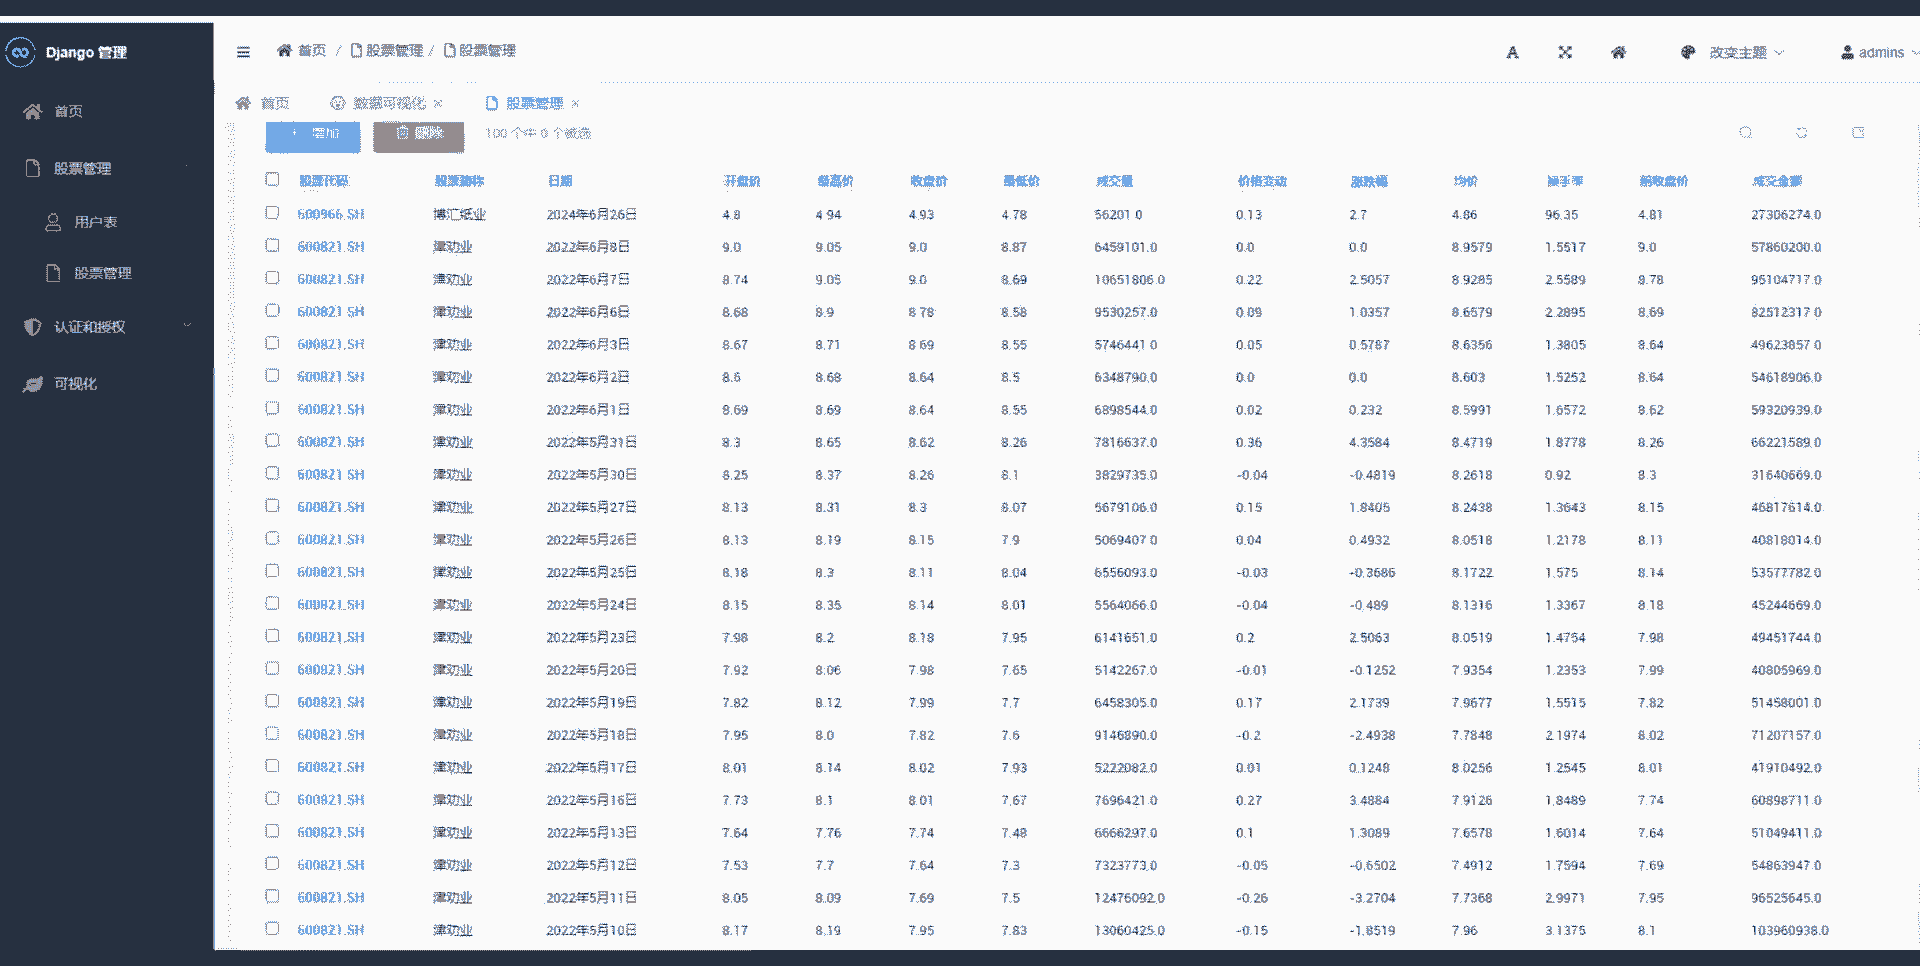 Django 管理
首页
股票管理
用户表
股票管理
认证和授权
可视化
首页 / 股票管理 / 股票管理
改变主题
admins
首页 数据可视化 × 股票管理 ×
增加 删除 100 个中 0 个被选
股票代码 股票简称 日期 开盘价 最高价 收盘价 最低价 成交量 价格变动 涨跌幅 均价 换手率 前收盘价 成交金额
600966.SH 博汇纸业 2024年6月26日 4.8 4.94 4.93 4.78 56201.0 0.13 2.7 4.86 96.35 4.81 27306274.0
600821.SH 津劝业 2022年6月8日 9.0 9.05 9.0 8.87 6459101.0 0.0 0.0 8.9579 1.5517 9.0 57860200.0
600821.SH 津劝业 2022年6月7日 8.74 9.05 9.0 8.69 10651806.0 0.22 2.5057 8.9285 2.5589 8.78 95104717.0
600821.SH 津劝业 2022年6月6日 8.68 8.9 8.78 8.58 9530257.0 0.09 1.0357 8.6579 2.2895 8.69 82512317.0
600821.SH 津劝业 2022年6月3日 8.67 8.71 8.69 8.55 5746441.0 0.05 0.5787 8.6356 1.3805 8.64 49623857.0
600821.SH 津劝业 2022年6月2日 8.6 8.68 8.64 8.5 6348790.0 0.0 0.0 8.603 1.5252 8.64 54618906.0
600821.SH 津劝业 2022年6月1日 8.69 8.69 8.64 8.55 6898544.0 0.02 0.232 8.5991 1.6572 8.62 59320939.0
600821.SH 津劝业 2022年5月31日 8.3 8.65 8.62 8.26 7816637.0 0.36 4.3584 8.4719 1.8778 8.26 66221589.0
600821.SH 津劝业 2022年5月30日 8.25 8.37 8.26 8.1 3829735.0 -0.04 -0.4819 8.2618 0.92 8.3 31640669.0
600821.SH 津劝业 2022年5月27日 8.13 8.31 8.3 8.07 5679106.0 0.15 1.8405 8.2438 1.3643 8.15 46817614.0
600821.SH 津劝业 2022年5月26日 8.13 8.19 8.15 7.9 5069407.0 0.04 0.4932 8.0518 1.2178 8.11 40818014.0
600821.SH 津劝业 2022年5月25日 8.18 8.3 8.11 8.04 6556093.0 -0.03 -0.3686 8.1722 1.575 8.14 53577782.0
600821.SH 津劝业 2022年5月24日 8.15 8.35 8.14 8.01 5564066.0 -0.04 -0.489 8.1316 1.3367 8.18 45244669.0
600821.SH 津劝业 2022年5月23日 7.98 8.2 8.18 7.95 6141651.0 0.2 2.5063 8.0519 1.4754 7.98 49451744.0
600821.SH 津劝业 2022年5月20日 7.92 8.06 7.98 7.65 5142267.0 -0.01 -0.1252 7.9354 1.2353 7.99 40805969.0
600821.SH 津劝业 2022年5月19日 7.82 8.12 7.99 7.7 6458305.0 0.17 2.1739 7.9677 1.5515 7.82 51458001.0
600821.SH 津劝业 2022年5月18日 7.95 8.0 7.82 7.6 9146890.0 -0.2 -2.4938 7.7848 2.1974 8.02 71207157.0
600821.SH 津劝业 2022年5月17日 8.01 8.14 8.02 7.93 5222082.0 0.01 0.1248 8.0256 1.2545 8.01 41910492.0
600821.SH 津劝业 2022年5月16日 7.73 8.1 8.01 7.67 7696421.0 0.27 3.4884 7.9126 1.8489 7.74 60898711.0
600821.SH 津劝业 2022年5月13日 7.64 7.76 7.74 7.48 6666297.0 0.1 1.3089 7.6578 1.6014 7.64 51049411.0
600821.SH 津劝业 2022年5月12日 7.53 7.7 7.64 7.3 7323773.0 -0.05 -0.6502 7.4912 1.7594 7.69 54863947.0
600821.SH 津劝业 2022年5月11日 8.05 8.09 7.69 7.5 12476092.0 -0.26 -3.2704 7.7368 2.9971 7.95 96525645.0
600821.SH 津劝业 2022年5月10日 8.17 8.19 7.95 7.83 13060425.0 -0.15 -1.8519 7.96 3.1375 8.1 103960938.0